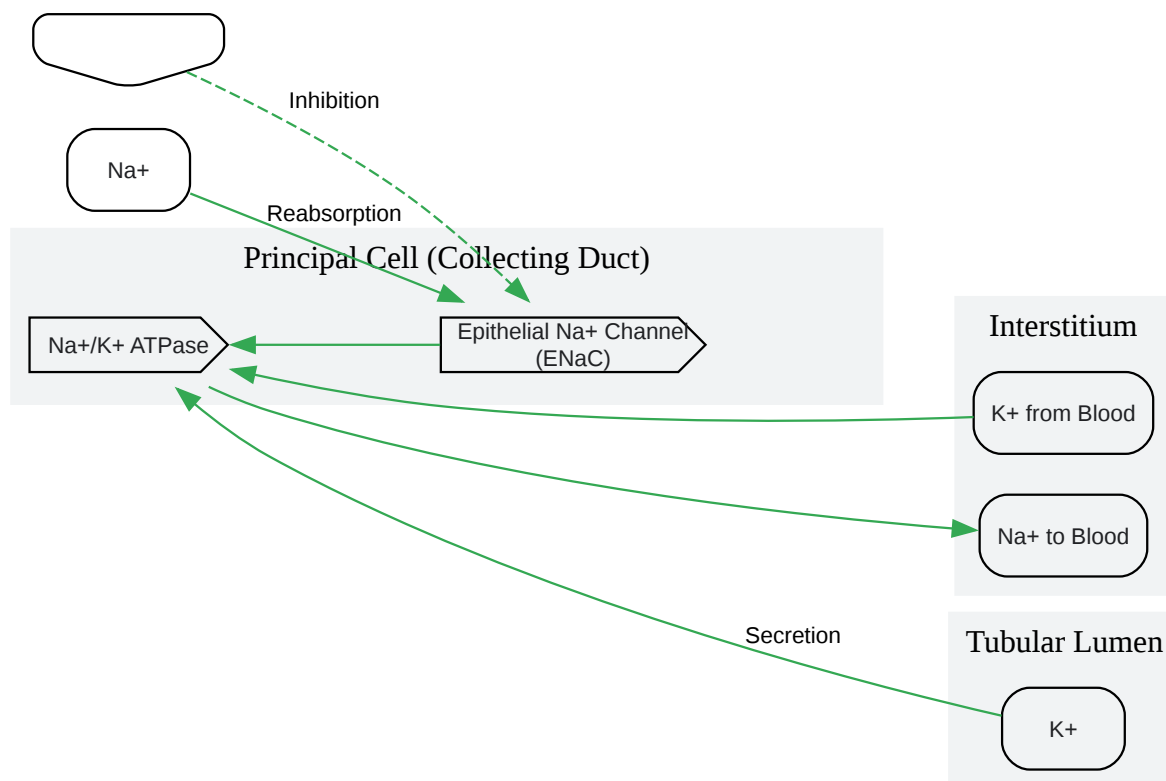 Inhibition
Na+
Reabsorption
Principal Cell (Collecting Duct)
Na+/K+ ATPase
Epithelial Na+ Channel
(ENaC)
Interstitium
K+ from Blood
Na+ to Blood
Secretion
Tubular Lumen
K+